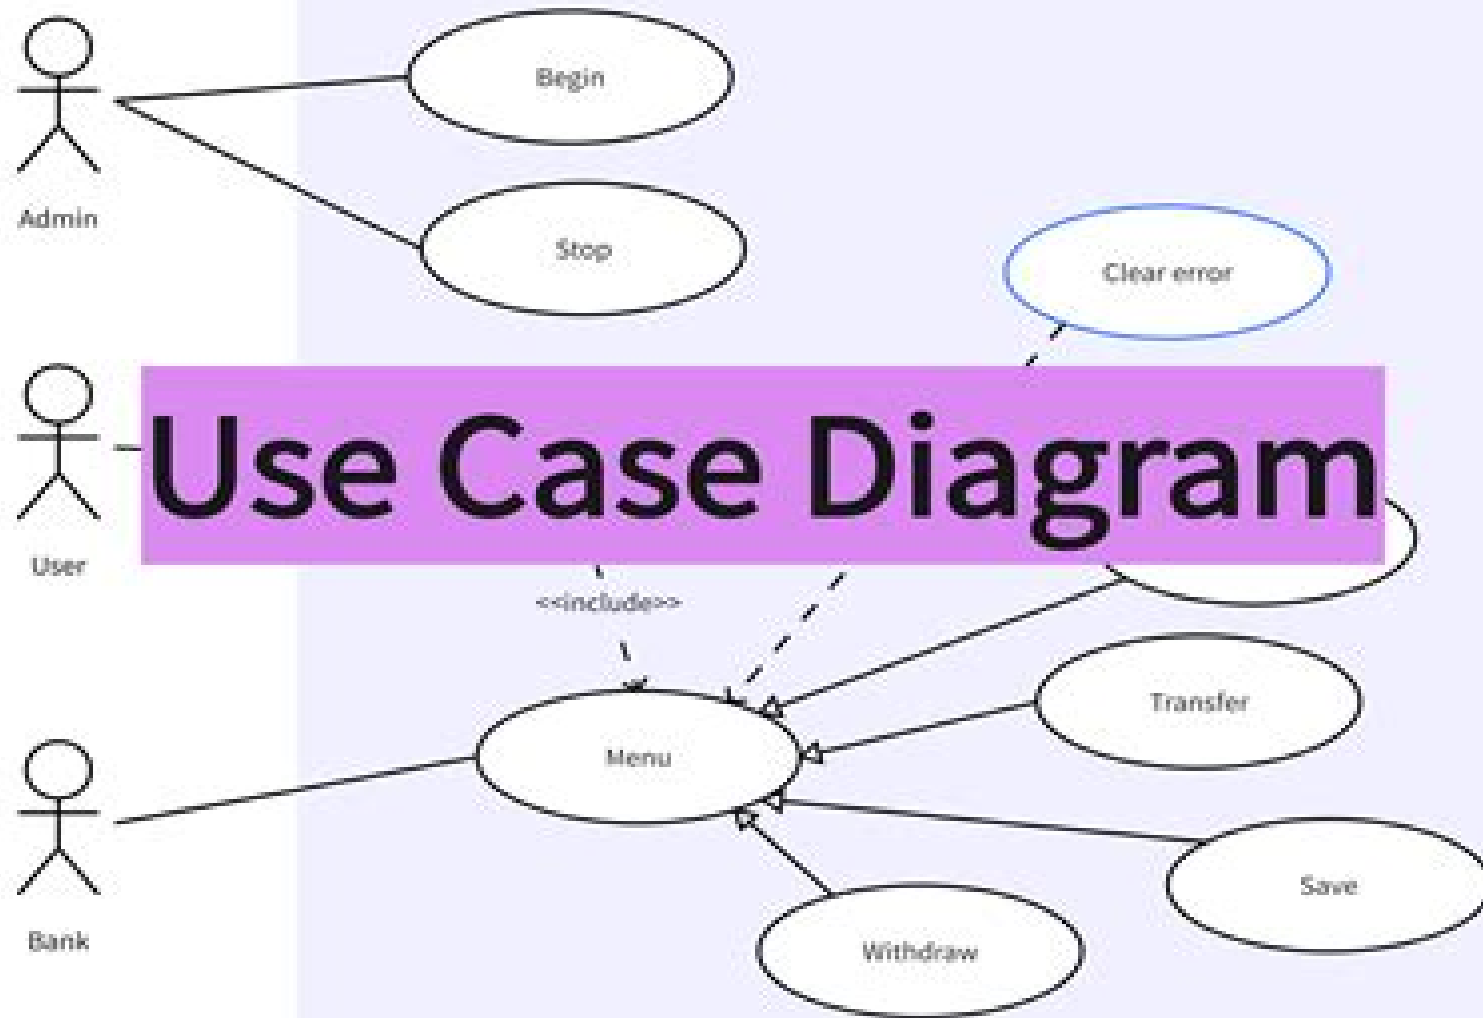 Begin
Admin
Stop
Clear error
Use Case Diagram
User
<<include>>
Transfer
Menu
Save
Bank
Withdraw